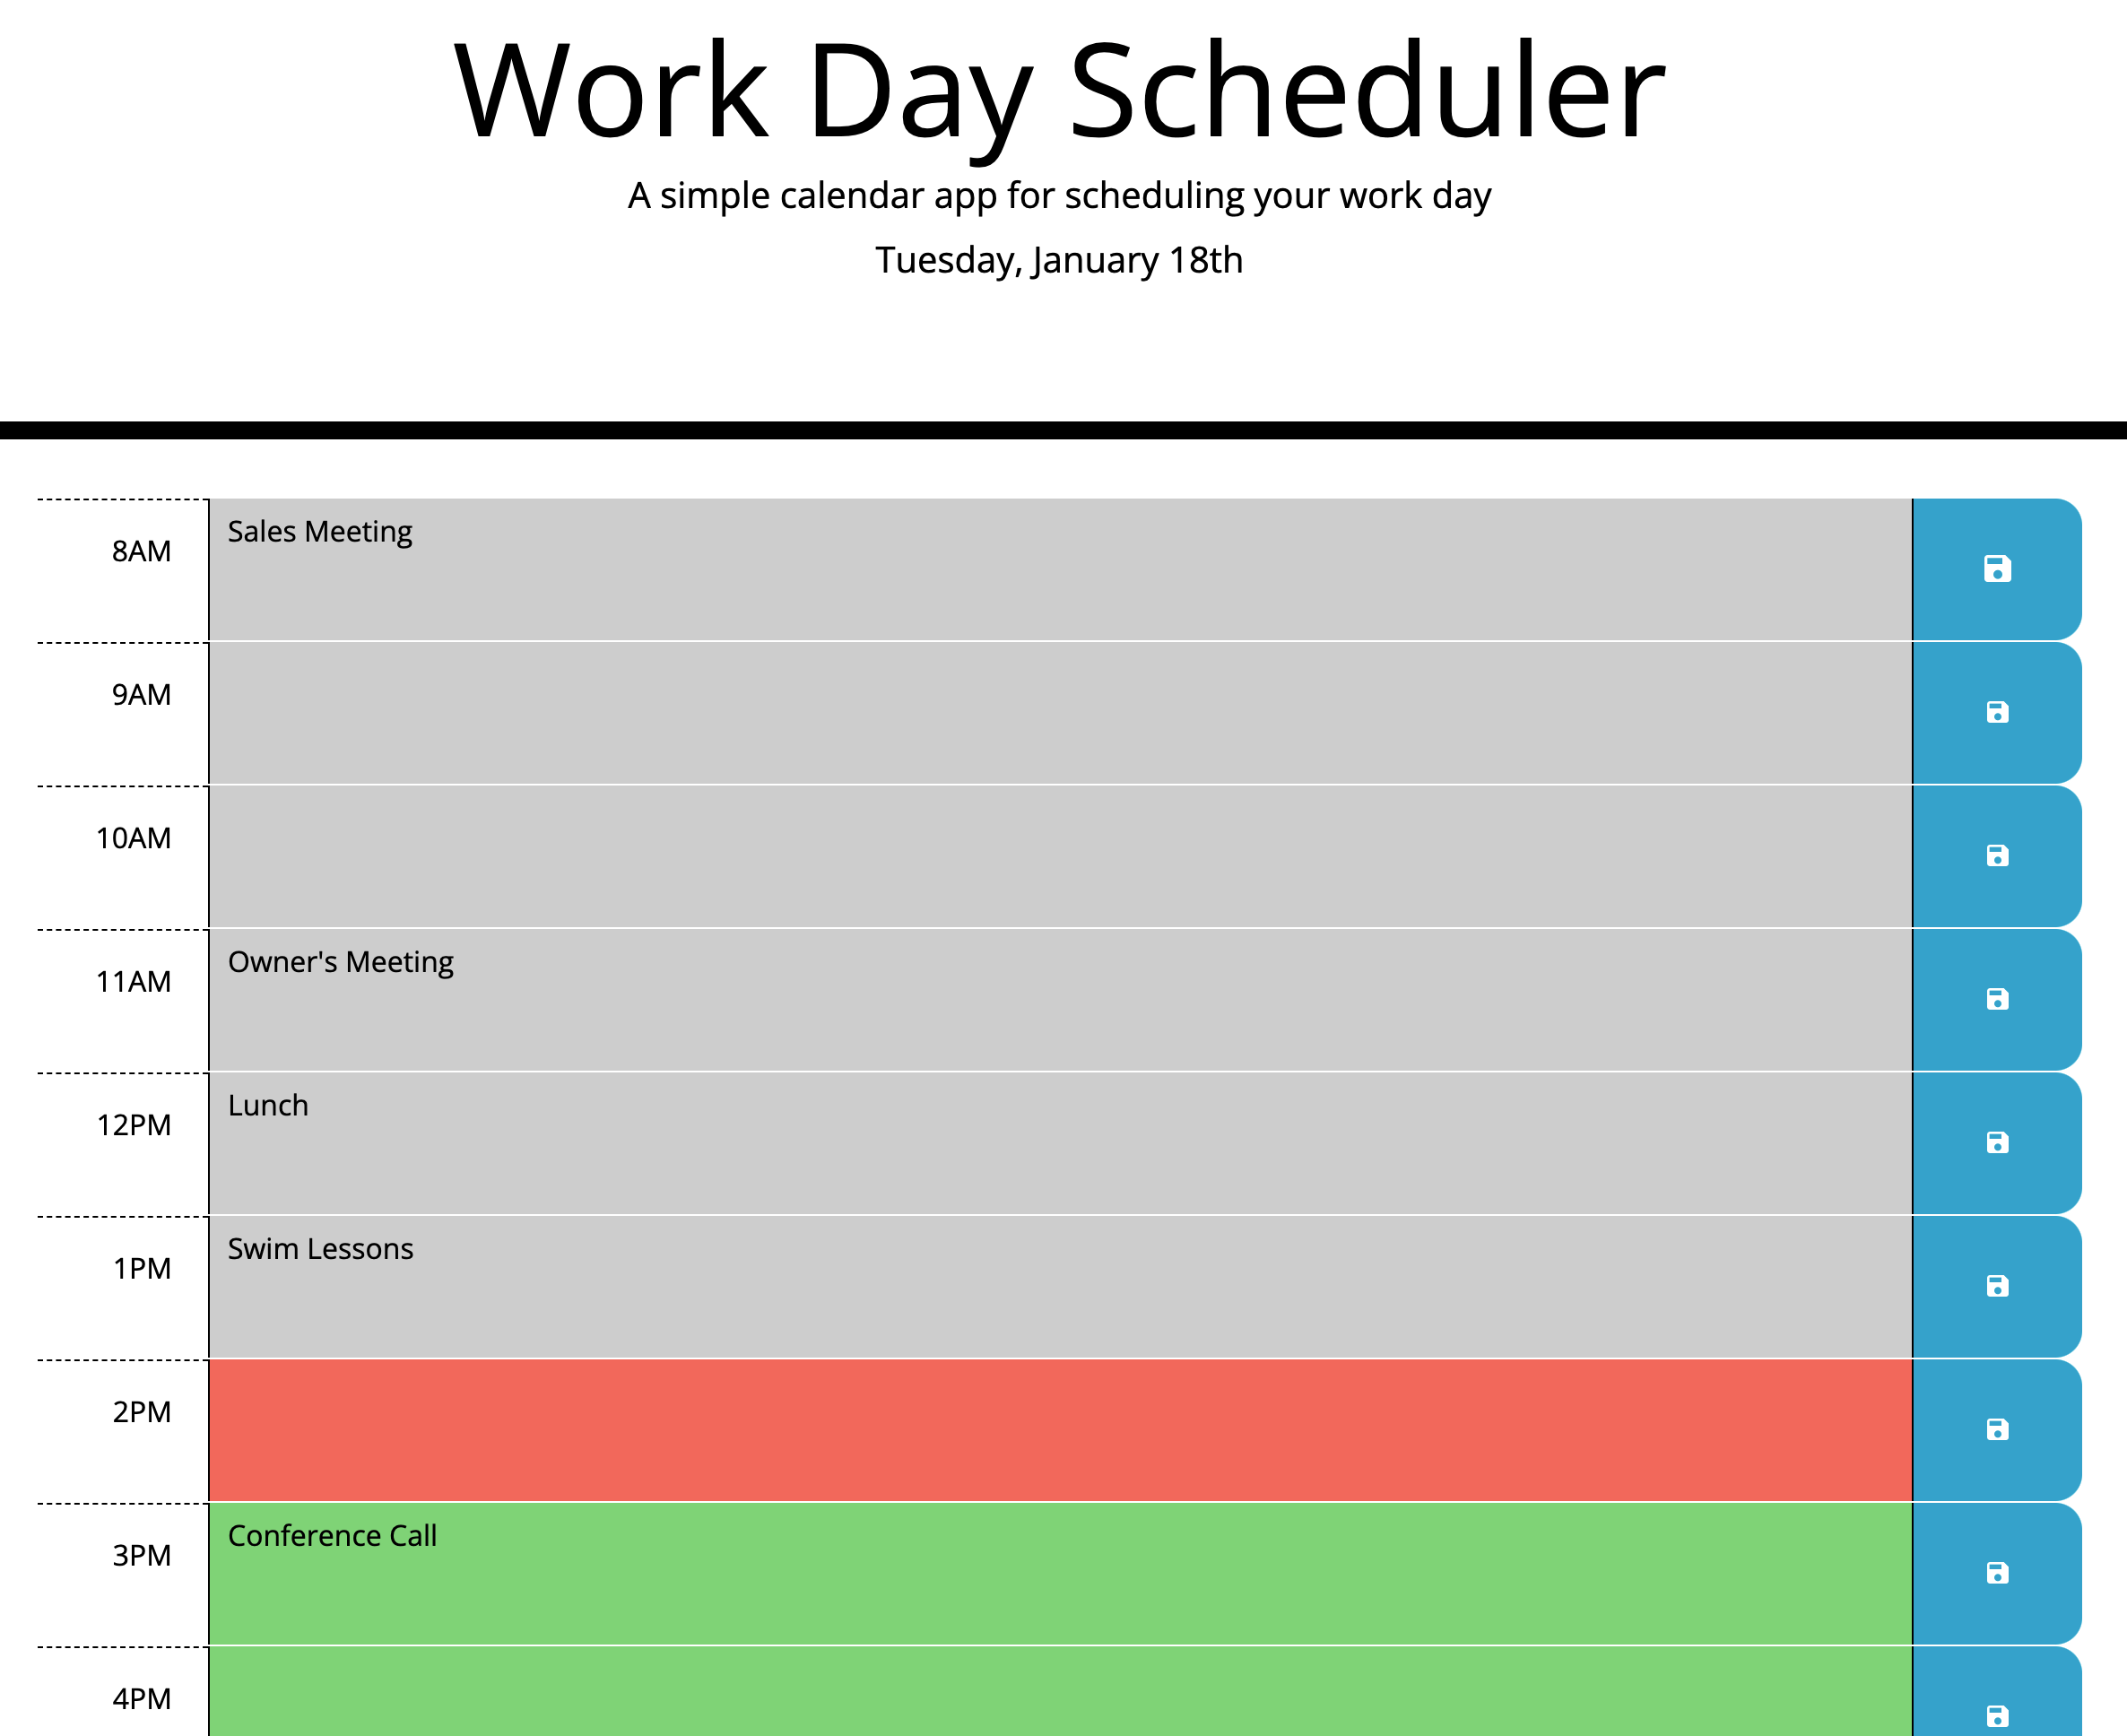 Work Day Scheduler
A simple calendar app for scheduling your work day
Tuesday, January 18th
8AM
Sales Meeting
9AM
10AM
11AM
Owner's Meeting
12PM
Lunch
1PM
Swim Lessons
2PM
3PM
Conference Call
4PM